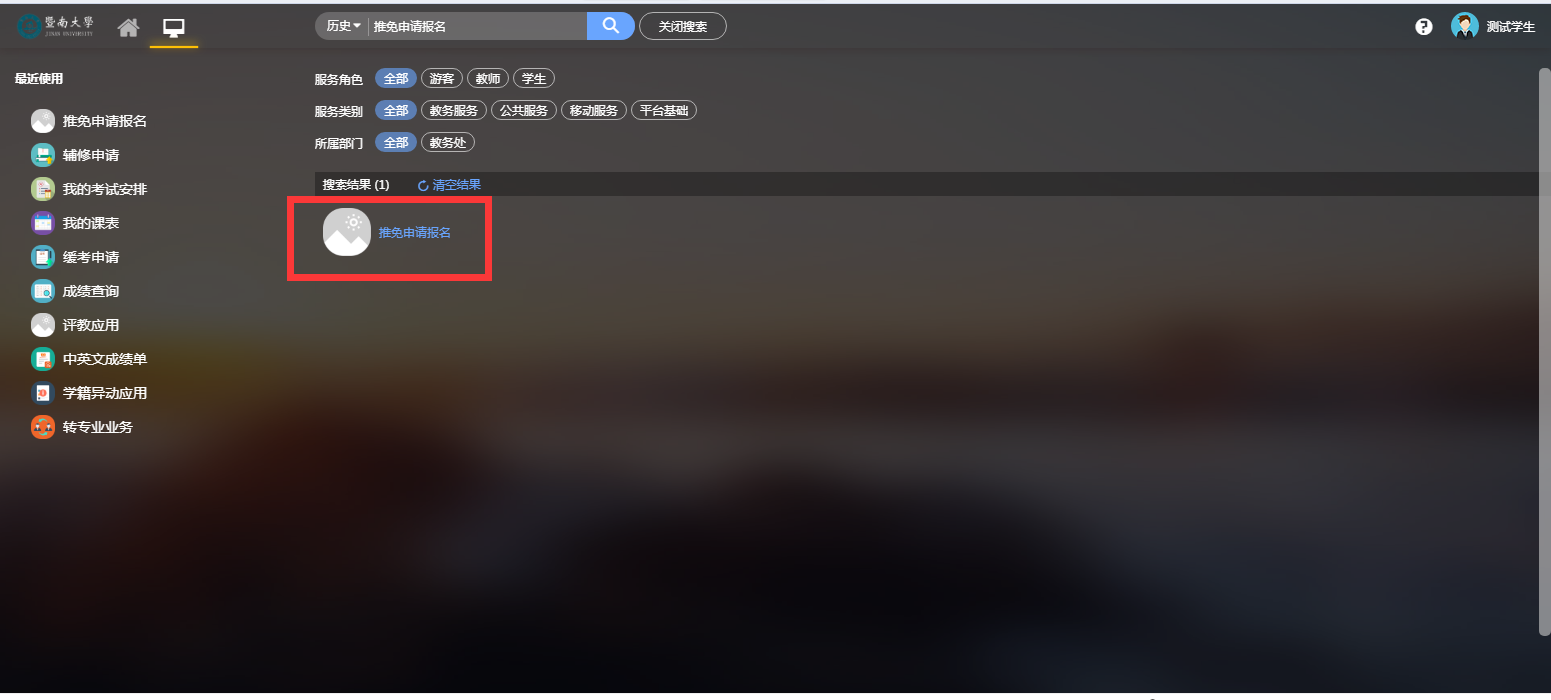 暨南大學
JINAN UNIVERSITY
历史 推免申请报名 关闭搜索
测试学生
最近使用
推免申请报名
辅修申请
我的考试安排
我的课表
缓考申请
成绩查询
评教应用
中英文成绩单
学籍异动应用
转专业业务
服务角色 全部 游客 教师 学生
服务类别 全部 教务服务 公共服务 移动服务 平台基础
所属部门 全部 教务处
搜索结果 (1) 清空结果
推免申请报名